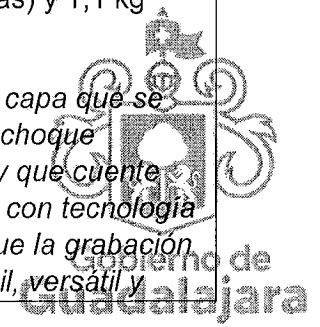 as) y 1,1 kg
capa que se
choque
y que cuente
con tecnología
ue la grabación
il, versátil y
Gobierno de
Guadalajara